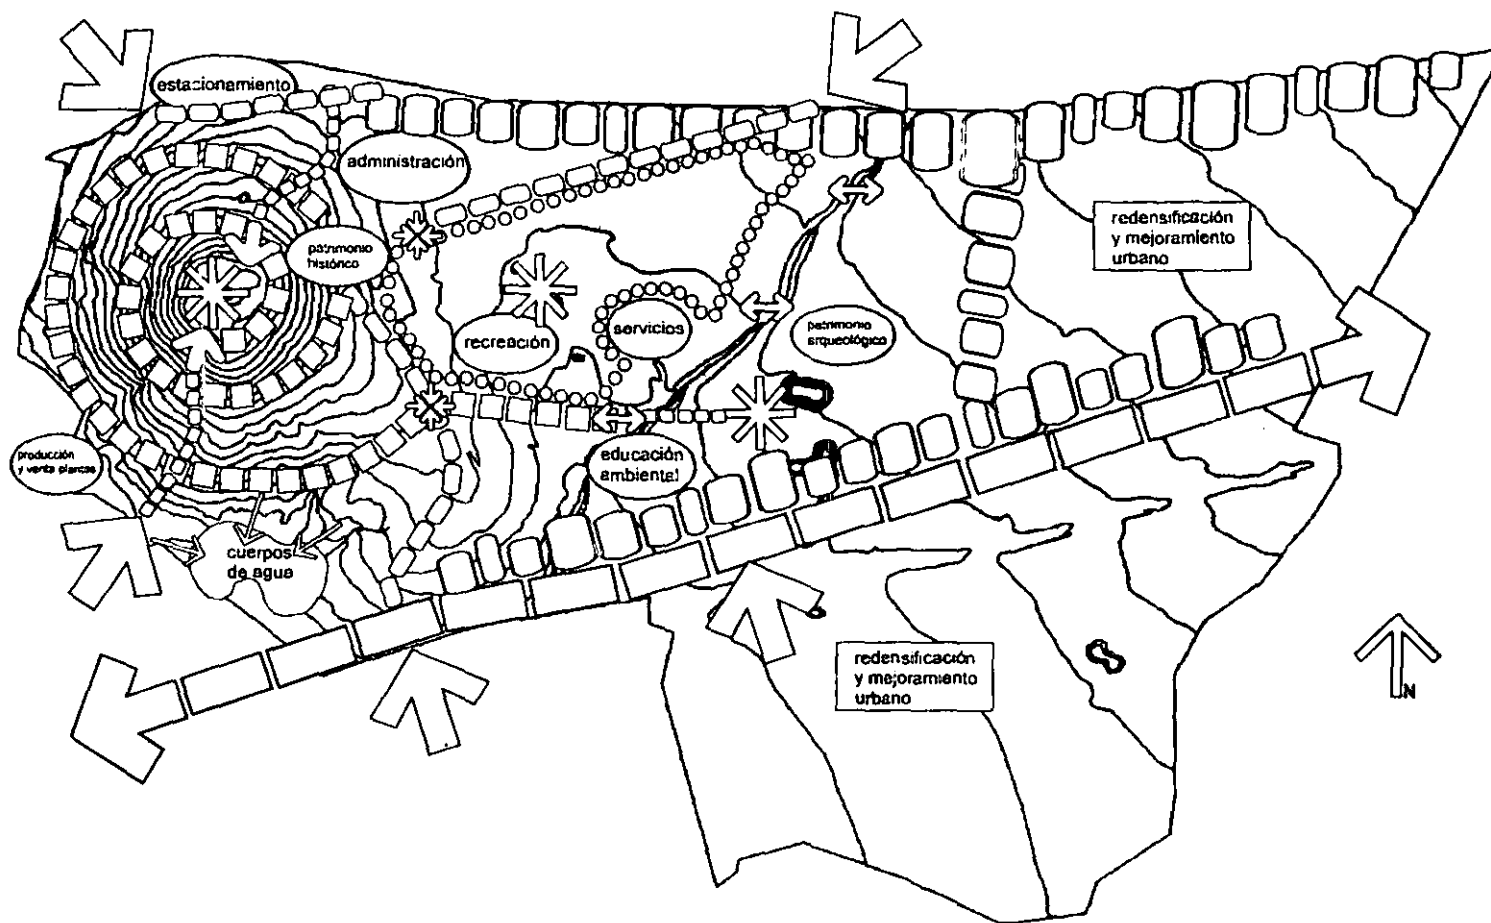 estacionamiento
administración
patrimonio
histórico
redensificación
y mejoramiento
urbano
recreación
servicios
patrimonio
arqueológico
producción
y venta plantas
educación
ambiental
cuerpos
de agua
redensificación
y mejoramiento
urbano
N